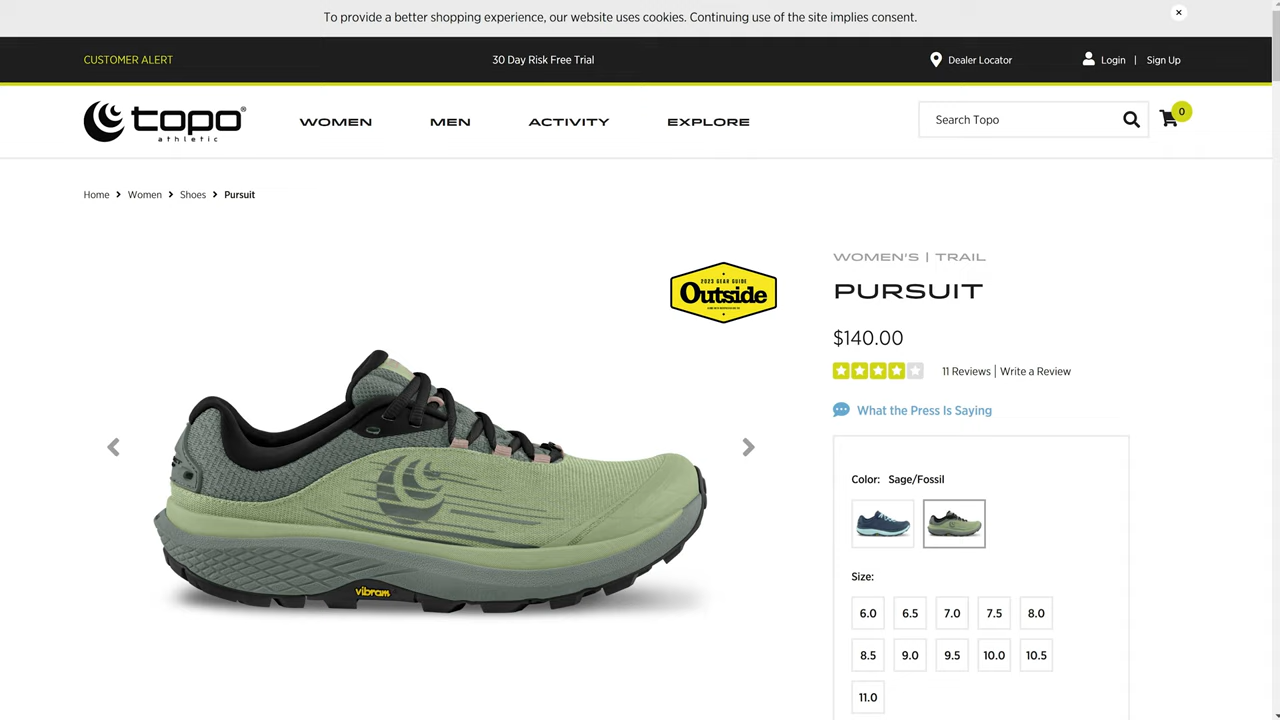 To provide a better shopping experience, our website uses cookies. Continuing use of the site implies consent.
CUSTOMER ALERT
30 Day Risk Free Trial
Dealer Locator
Login | Sign Up
topo®
athletic
WOMEN
MEN
ACTIVITY
EXPLORE
Search Topo
0
Home > Women > Shoes > Pursuit
2023 GEAR GUIDE
Outside
WOMEN'S | TRAIL
PURSUIT
$140.00
11 Reviews | Write a Review
What the Press Is Saying
Color: Sage/Fossil
vibram
Size:
6.0 6.5 7.0 7.5 8.0
8.5 9.0 9.5 10.0 10.5
11.0